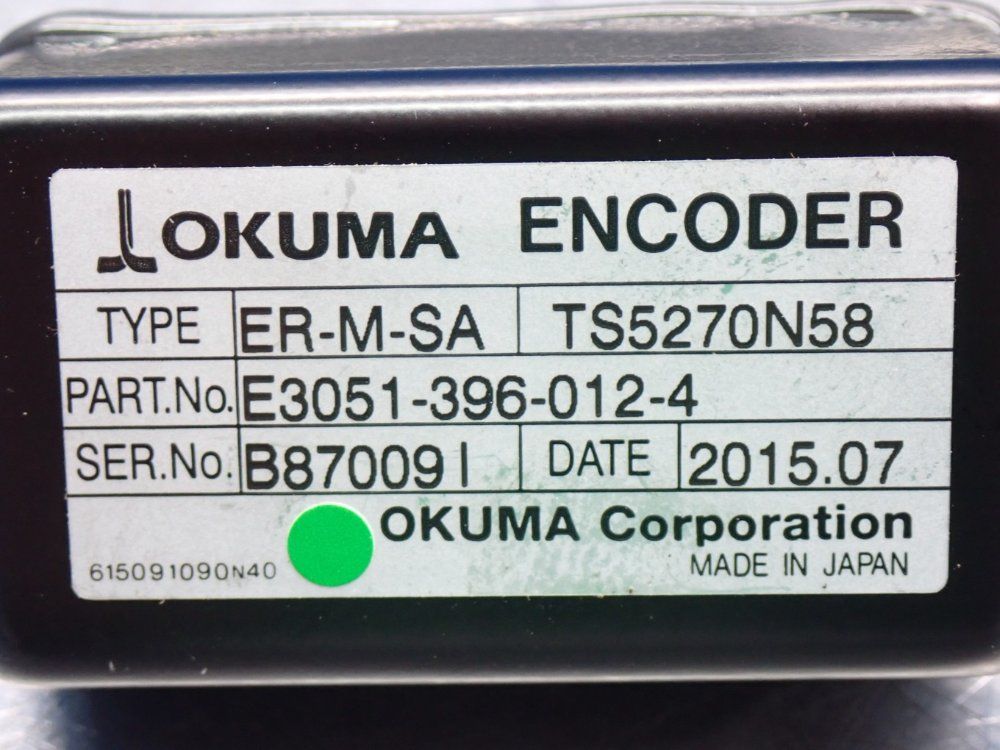 OKUMA ENCODER
TYPE ER-M-SA TS5270N58
PART.No. E3051-396-012-4
SER.No. B870091 DATE 2015.07
OKUMA Corporation
615091090N40 MADE IN JAPAN